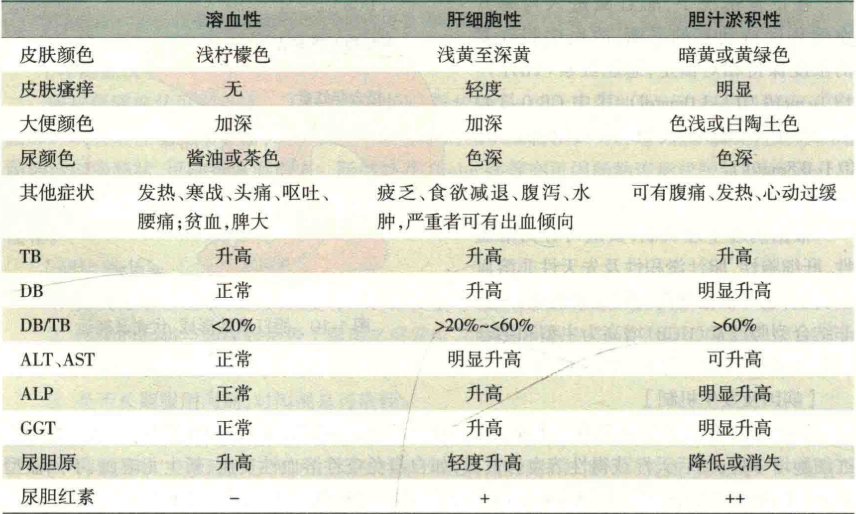 溶血性 肝细胞性 胆汁淤积性
皮肤颜色 浅柠檬色 浅黄至深黄 暗黄或黄绿色
皮肤瘙痒 无 轻度 明显
大便颜色 加深 加深 色浅或白陶土色
尿颜色 酱油或茶色 色深 色深
其他症状 发热、寒战、头痛、呕吐、 疲乏、食欲减退、腹泻、水 可有腹痛、发热、心动过缓
腰痛;贫血,脾大 肿,严重者可有出血倾向
TB 升高 升高 升高
DB 正常 升高 明显升高
DB/TB <20% >20%~<60% >60%
ALT、AST 正常 明显升高 可升高
ALP 正常 升高 明显升高
GGT 正常 升高 明显升高
尿胆原 升高 轻度升高 降低或消失
尿胆红素 − + ++